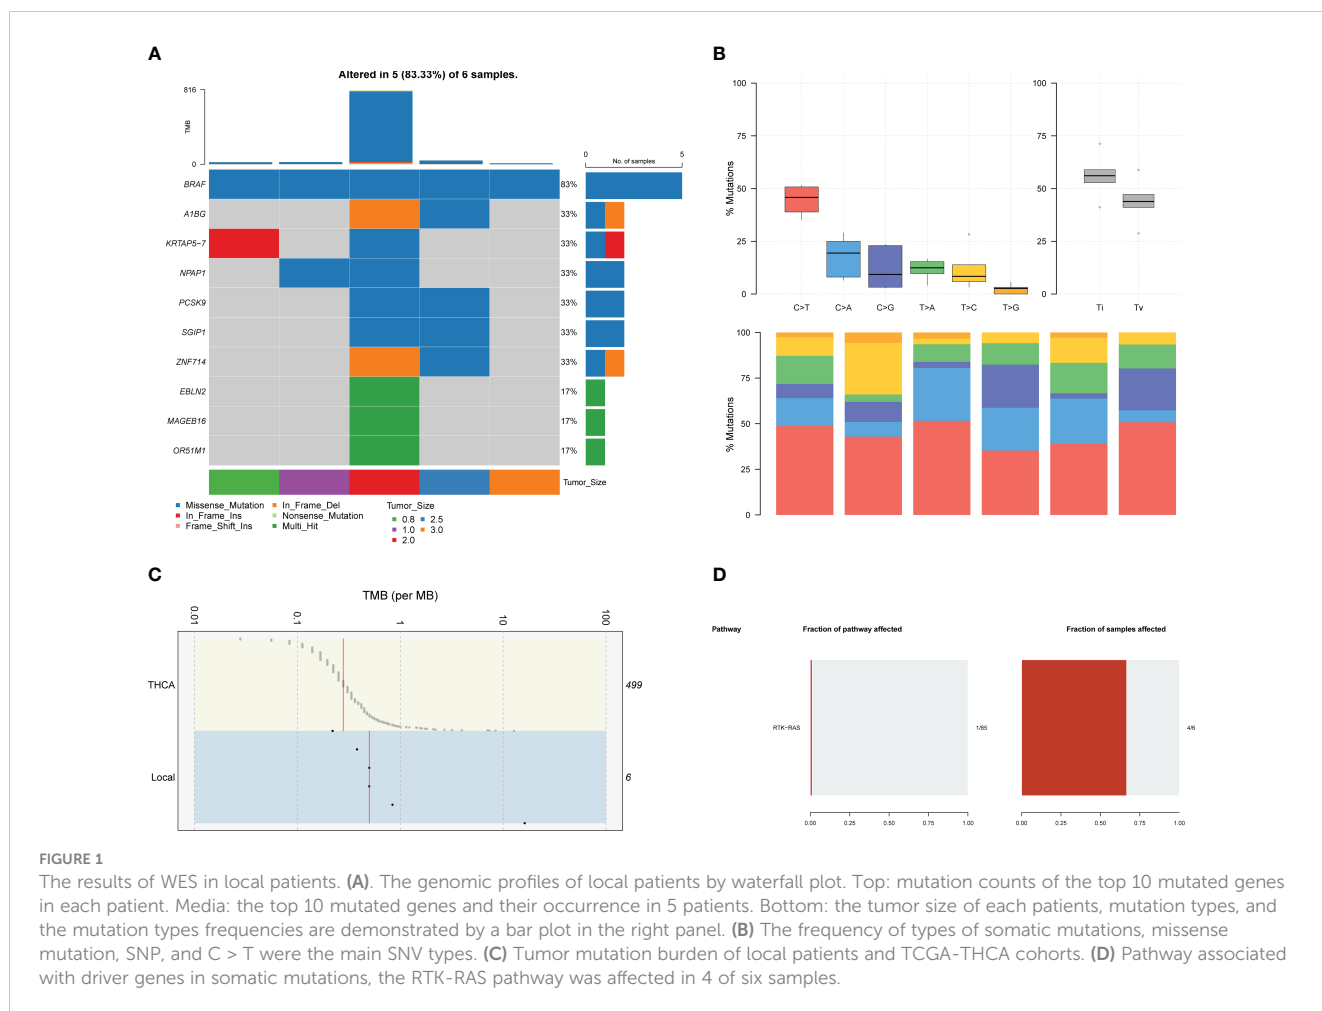 A
Altered in 5 (83.33%) of 6 samples.
816
TMB
0
0
5
No. of samples
BRAF
83%
A1BG
33%
KRTAP5-7
33%
NPAP1
33%
PCSK9
33%
SGIP1
33%
ZNF714
33%
EBLN2
17%
MAGEB16
17%
OR51M1
17%
Tumor_Size
Missense_Mutation
In_Frame_Ins
Frame_Shift_Ins
In_Frame_Del
Nonsense_Mutation
Multi_Hit
Tumor_Size
0.8
1.0
2.0
2.5
3.0
B
% Mutations
100
75
50
25
0
C>T
C>A
C>G
T>A
T>C
T>G
100
75
50
25
0
Ti
Tv
% Mutations
100
75
50
25
0
C
TMB (per MB)
0.01
0.1
1
10
100
THCA
499
Local
6
D
Pathway
Fraction of pathway affected
Fraction of samples affected
RTK-RAS
1/85
4/6
0.00
0.25
0.50
0.75
1.00
0.00
0.25
0.50
0.75
1.00
FIGURE 1
The results of WES in local patients. (A). The genomic profiles of local patients by waterfall plot. Top: mutation counts of the top 10 mutated genes
in each patient. Media: the top 10 mutated genes and their occurrence in 5 patients. Bottom: the tumor size of each patients, mutation types, and
the mutation types frequencies are demonstrated by a bar plot in the right panel. (B) The frequency of types of somatic mutations, missense
mutation, SNP, and C > T were the main SNV types. (C) Tumor mutation burden of local patients and TCGA-THCA cohorts. (D) Pathway associated
with driver genes in somatic mutations, the RTK-RAS pathway was affected in 4 of six samples.